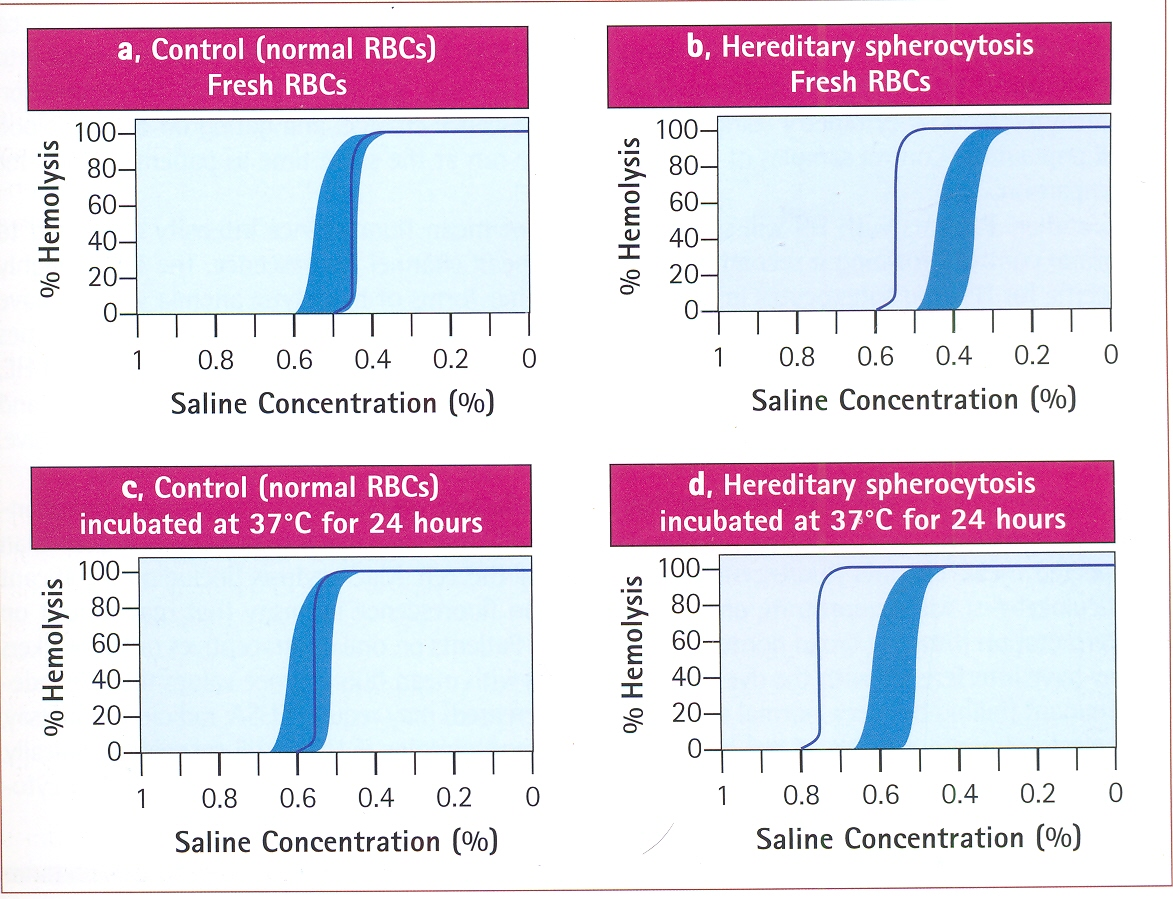 a, Control (normal RBCs)
Fresh RBCs
% Hemolysis
100
80
60
40
20
0
1 0.8 0.6 0.4 0.2 0
Saline Concentration (%)
b, Hereditary spherocytosis
Fresh RBCs
% Hemolysis
100
80
60
40
20
0
1 0.8 0.6 0.4 0.2 0
Saline Concentration (%)
c, Control (normal RBCs)
incubated at 37°C for 24 hours
% Hemolysis
100
80
60
40
20
0
1 0.8 0.6 0.4 0.2 0
Saline Concentration (%)
d, Hereditary spherocytosis
incubated at 37°C for 24 hours
% Hemolysis
100
80
60
40
20
0
1 0.8 0.6 0.4 0.2 0
Saline Concentration (%)